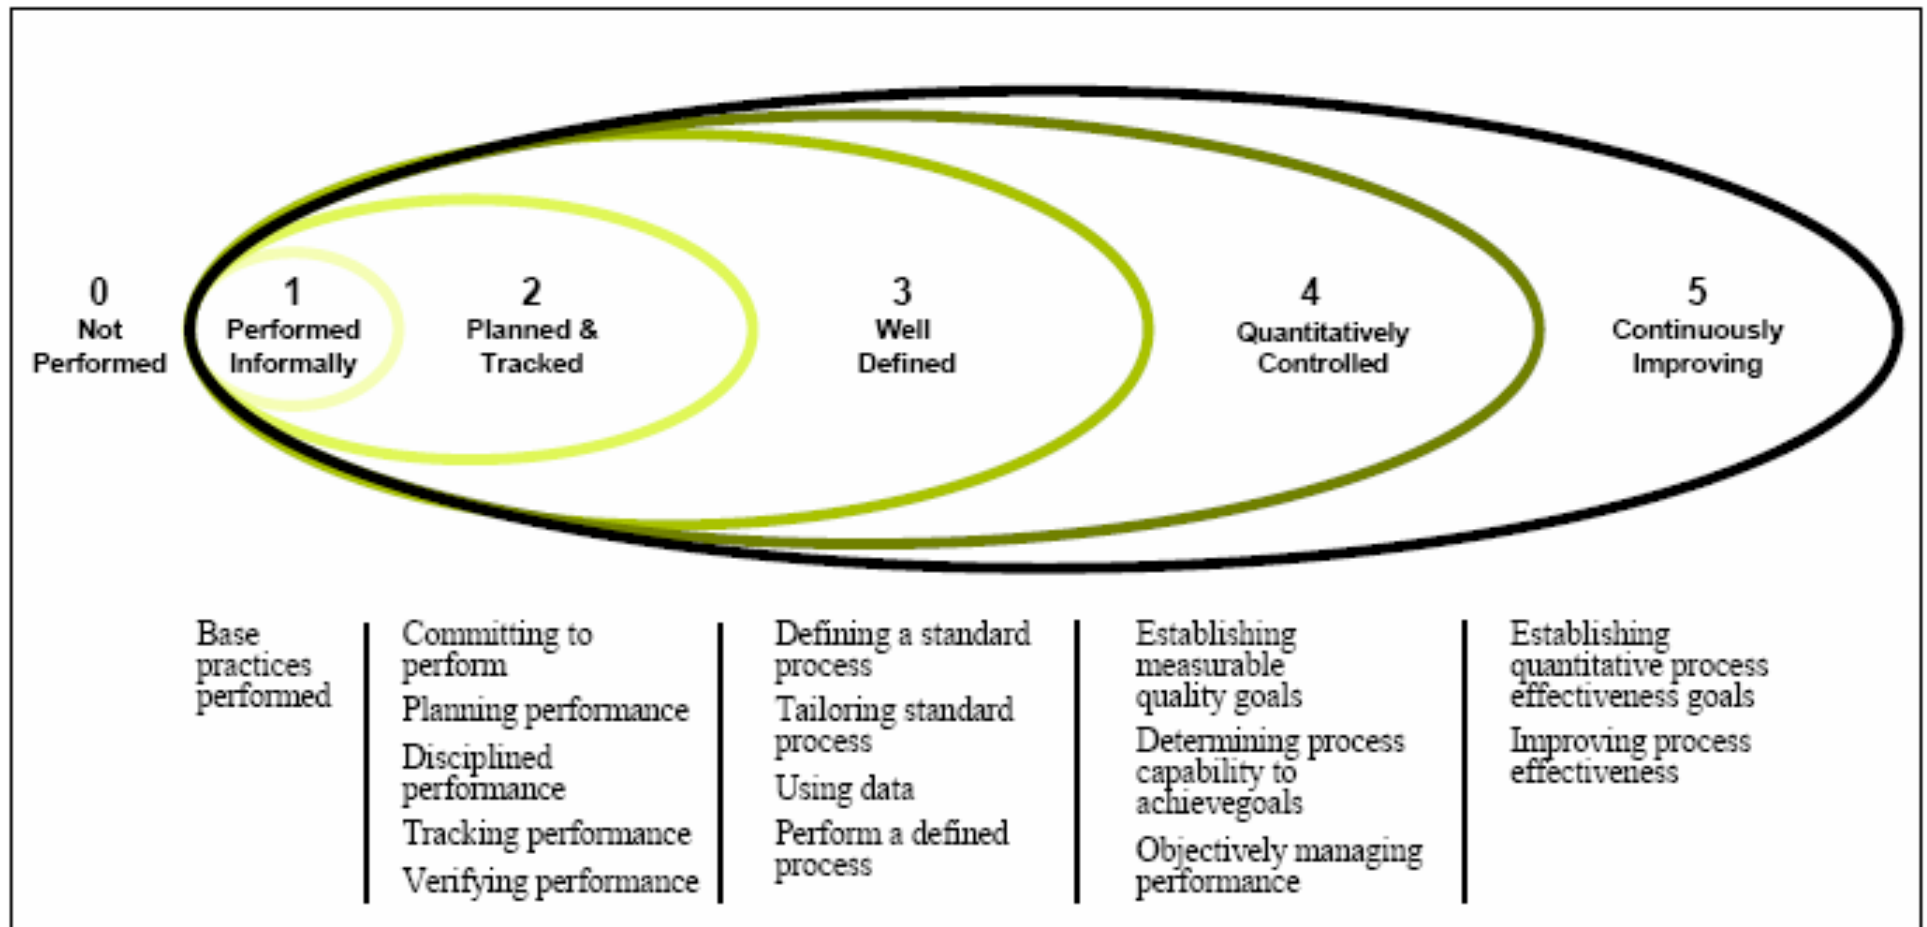 0
Not
Performed
1
Performed
Informally
2
Planned &
Tracked
3
Well
Defined
4
Quantitatively
Controlled
5
Continuously
Improving
Base
practices
performed
Committing to
perform
Planning performance
Disciplined
performance
Tracking performance
Verifying performance
Defining a standard
process
Tailoring standard
process
Using data
Perform a defined
process
Establishing
measurable
quality goals
Determining process
capability to
achievegoals
Objectively managing
performance
Establishing
quantitative process
effectiveness goals
Improving process
effectiveness